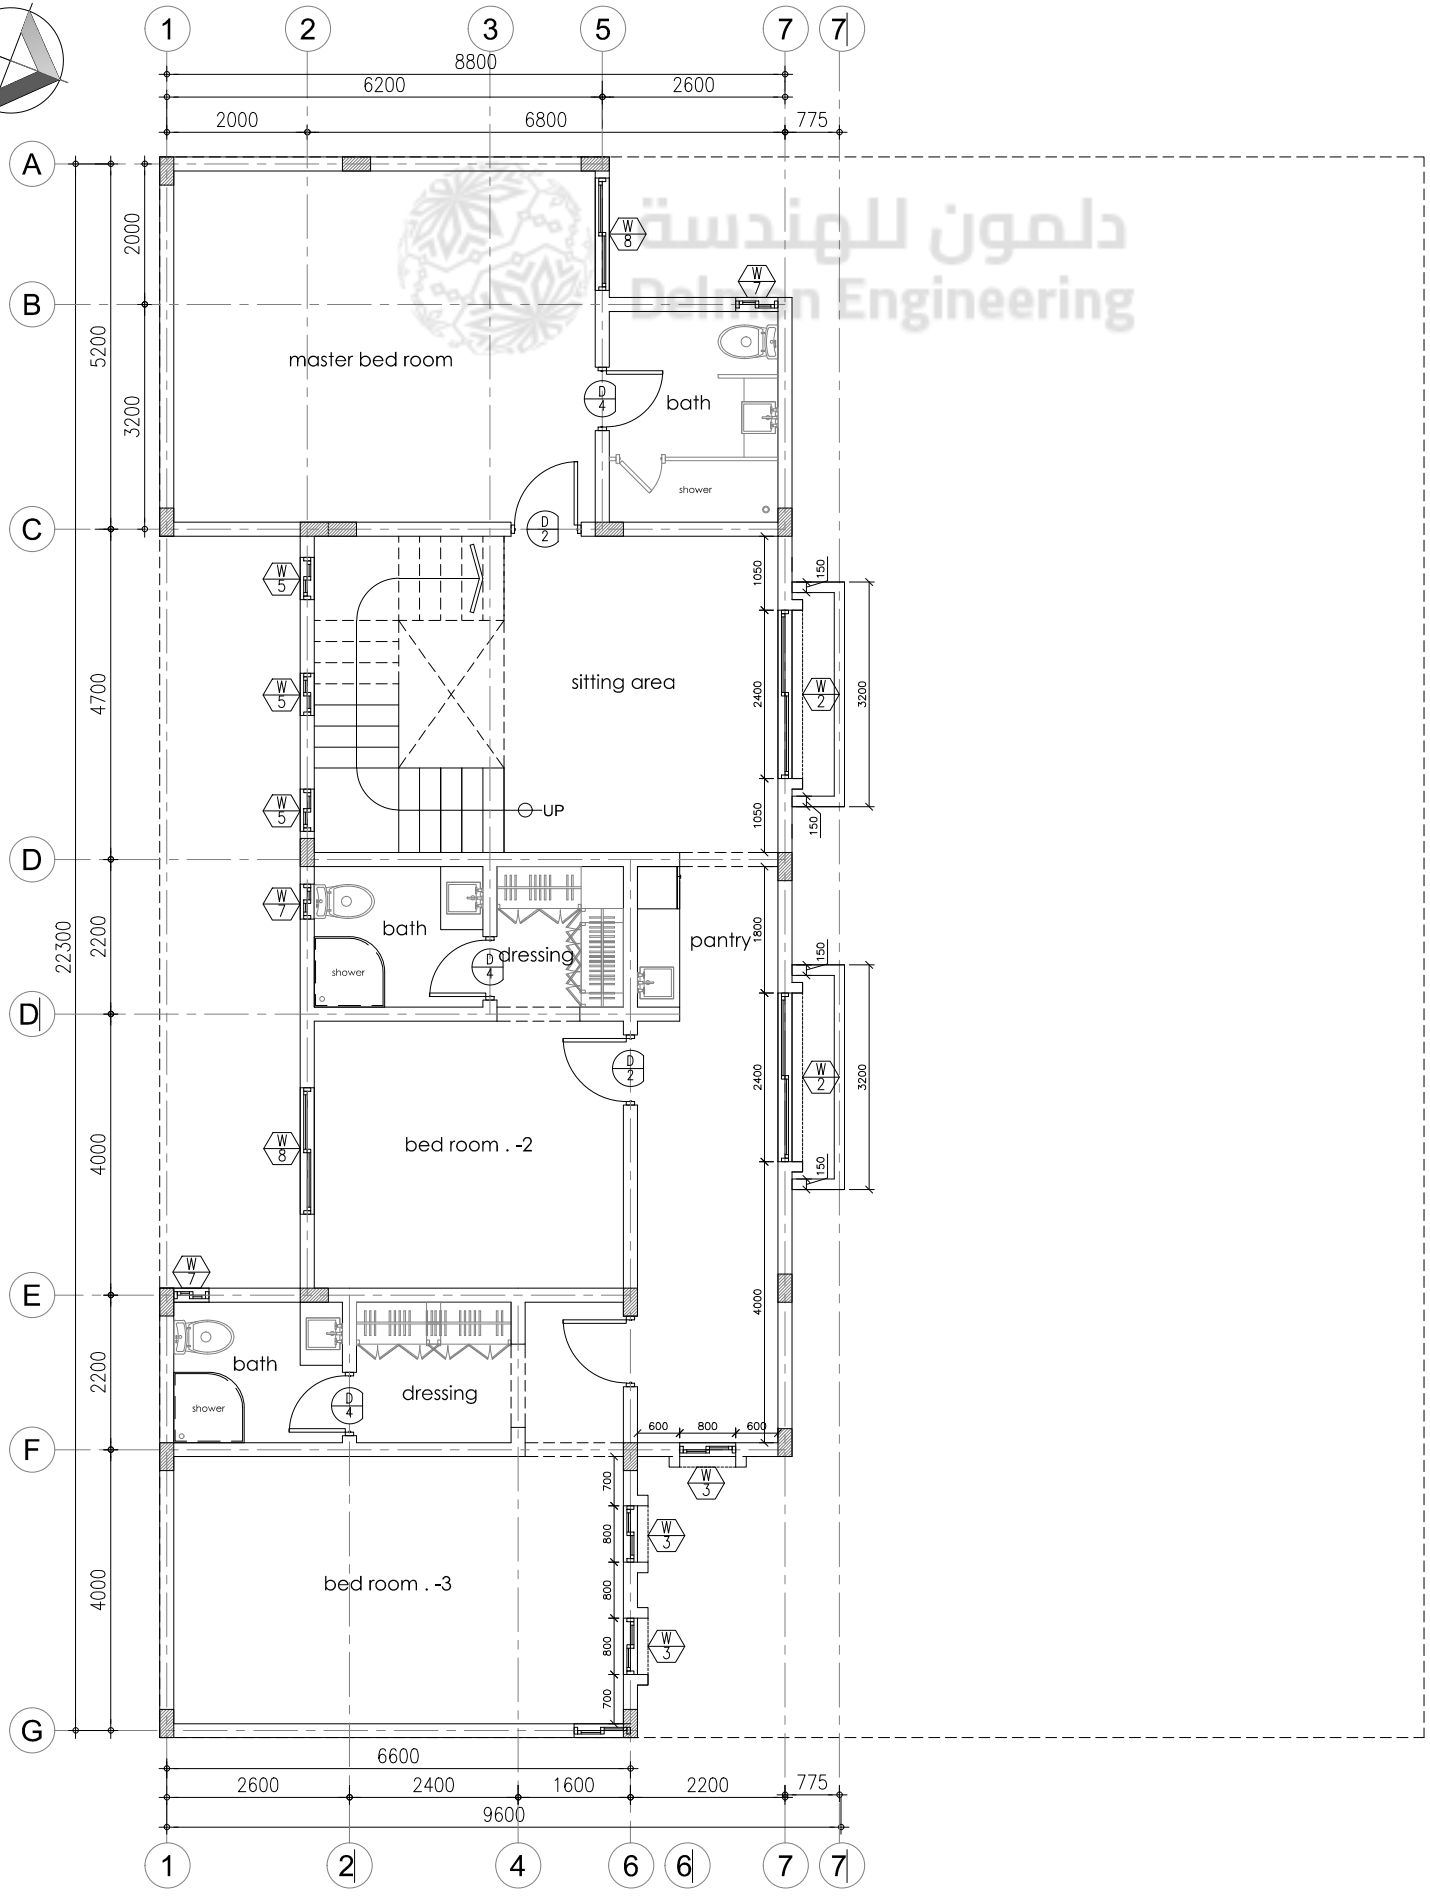 1 2 3 5 7 7|
8800
6200 2600
2000 6800 775
A
B
C
D
D|
E
F
G
22300
5200
4700
2200
4000
2200
4000
2000
3200
دلمون للهندسة
Delmon Engineering
W 8
W 7
master bed room
D 4
bath
shower
D 2
W 5
W 5
W 5
sitting area
UP
1050
2400
1050
150
W 2
3200
150
W 7
bath
shower
D 4
dressing
pantry
1800
150
D 2
2400
W 2
3200
150
bed room . -2
W 8
4000
W 7
bath
shower
D 4
dressing
600 800 600
W 3
700
800
W 3
800
800
W 3
700
bed room . -3
6600
2600 2400 1600 2200 775
9600
1 2| 4 6 6| 7 7|